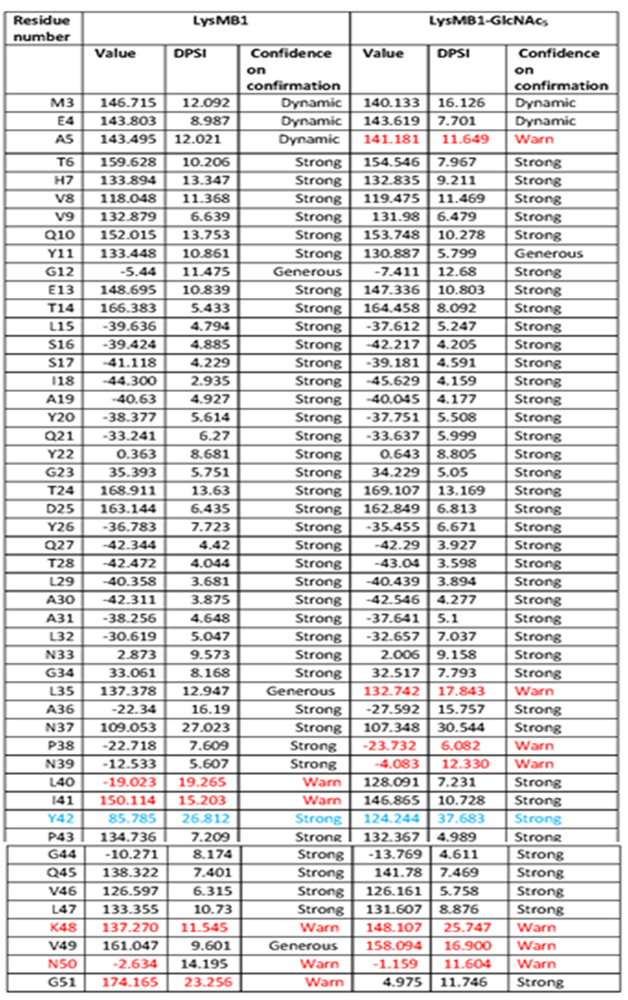 Residue number LysMB1 LysMB1-GlcNAc5
Value DPSI Confidence on confirmation Value DPSI Confidence on confirmation
M3 146.715 12.092 Dynamic 140.133 16.126 Dynamic
E4 143.803 8.987 Dynamic 143.619 7.701 Dynamic
A5 143.495 12.021 Dynamic 141.181 11.649 Warn
T6 159.628 10.206 Strong 154.546 7.967 Strong
H7 133.894 13.347 Strong 132.835 9.211 Strong
V8 118.048 11.368 Strong 119.475 11.469 Strong
V9 132.879 6.639 Strong 131.98 6.479 Strong
Q10 152.015 13.753 Strong 153.748 10.278 Strong
Y11 133.448 10.861 Strong 130.887 5.799 Generous
G12 -5.44 11.475 Generous -7.411 12.68 Strong
E13 148.695 10.839 Strong 147.336 10.803 Strong
T14 166.383 5.433 Strong 164.458 8.092 Strong
L15 -39.636 4.794 Strong -37.612 5.247 Strong
S16 -39.424 4.885 Strong -42.217 4.205 Strong
S17 -41.118 4.229 Strong -39.181 4.591 Strong
I18 -44.300 2.935 Strong -45.629 4.159 Strong
A19 -40.63 4.927 Strong -40.045 4.177 Strong
Y20 -38.377 5.614 Strong -37.751 5.508 Strong
Q21 -33.241 6.27 Strong -33.637 5.999 Strong
Y22 0.363 8.681 Strong 0.643 8.805 Strong
G23 35.393 5.751 Strong 34.229 5.05 Strong
T24 168.911 13.63 Strong 169.107 13.169 Strong
D25 163.144 6.435 Strong 162.849 6.813 Strong
Y26 -36.783 7.723 Strong -35.455 6.671 Strong
Q27 -42.344 4.42 Strong -42.29 3.927 Strong
T28 -42.472 4.044 Strong -43.04 3.598 Strong
L29 -40.358 3.681 Strong -40.439 3.894 Strong
A30 -42.311 3.875 Strong -42.546 4.277 Strong
A31 -38.256 4.648 Strong -37.641 5.1 Strong
L32 -30.619 5.047 Strong -32.657 7.037 Strong
N33 2.873 9.573 Strong 2.006 9.158 Strong
G34 33.061 8.168 Strong 32.517 7.793 Strong
L35 137.378 12.947 Generous 132.742 17.843 Warn
A36 -22.34 16.19 Strong -27.592 15.757 Strong
N37 109.053 27.023 Strong 107.348 30.544 Strong
P38 -22.718 7.609 Strong -23.732 6.082 Warn
N39 -12.533 5.607 Strong -4.083 12.330 Warn
L40 -19.023 19.265 Warn 128.091 7.231 Strong
I41 150.114 15.203 Warn 146.865 10.728 Strong
Y42 85.785 26.812 Strong 124.244 37.683 Strong
P43 134.736 7.209 Strong 132.367 4.989 Strong
G44 -10.271 8.174 Strong -13.769 4.611 Strong
Q45 138.322 7.401 Strong 141.78 7.469 Strong
V46 126.597 6.315 Strong 126.161 5.758 Strong
L47 133.355 10.73 Strong 131.607 8.876 Strong
K48 137.270 11.545 Warn 148.107 25.747 Warn
V49 161.047 9.601 Generous 158.094 16.900 Warn
N50 -2.634 14.195 Warn -1.159 11.604 Warn
G51 174.165 23.256 Warn 4.975 11.746 Strong